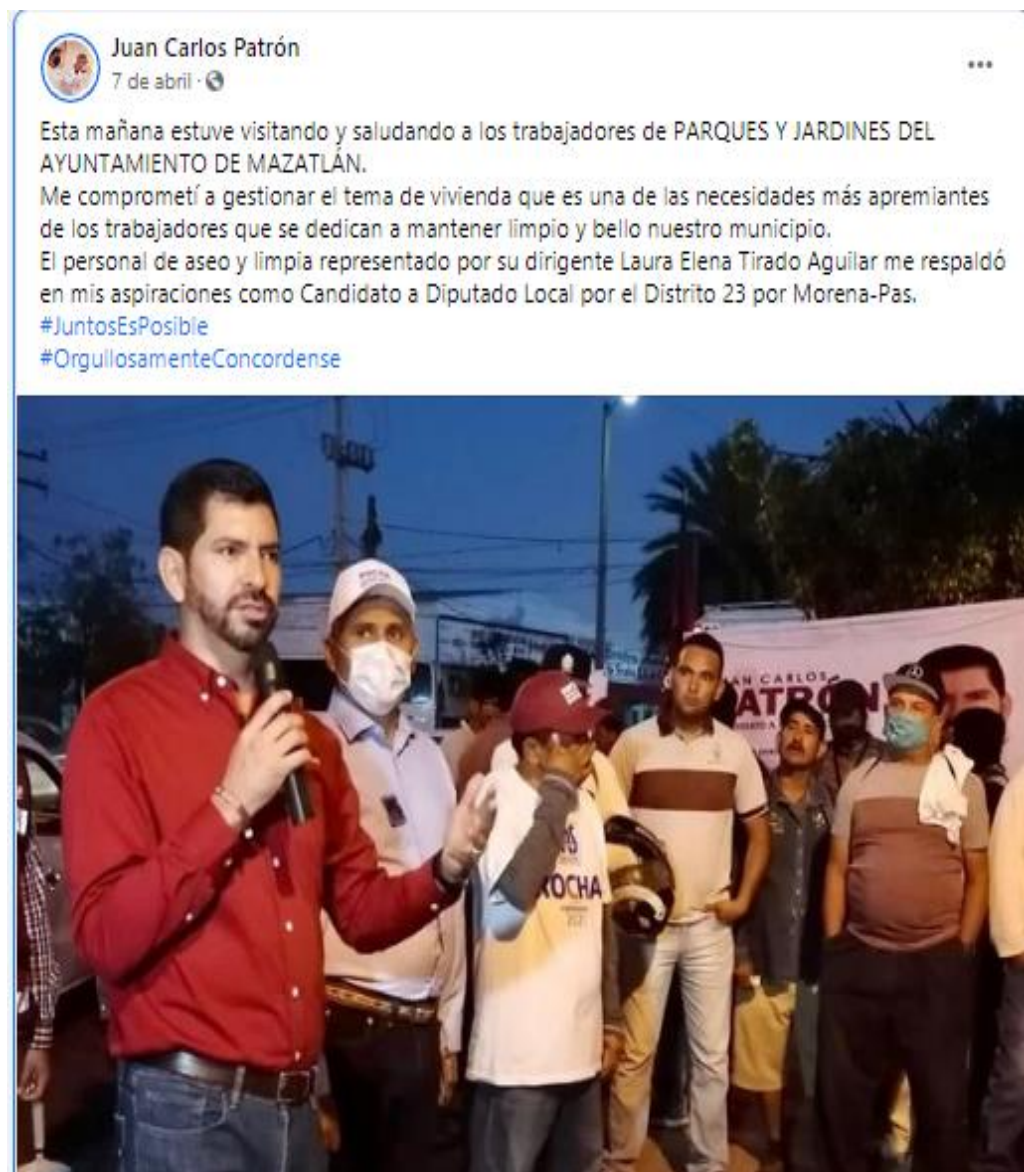 Juan Carlos Patrón
7 de abril ·
Esta mañana estuve visitando y saludando a los trabajadores de PARQUES Y JARDINES DEL
AYUNTAMIENTO DE MAZATLÁN.
Me comprometí a gestionar el tema de vivienda que es una de las necesidades más apremiantes
de los trabajadores que se dedican a mantener limpio y bello nuestro municipio.
El personal de aseo y limpia representado por su dirigente Laura Elena Tirado Aguilar me respaldó
en mis aspiraciones como Candidato a Diputado Local por el Distrito 23 por Morena-Pas.
#JuntosEsPosible
#OrgullosamenteConcordense
ROCHA
AN CARLOS
PATRÓN
ROCHA
2021